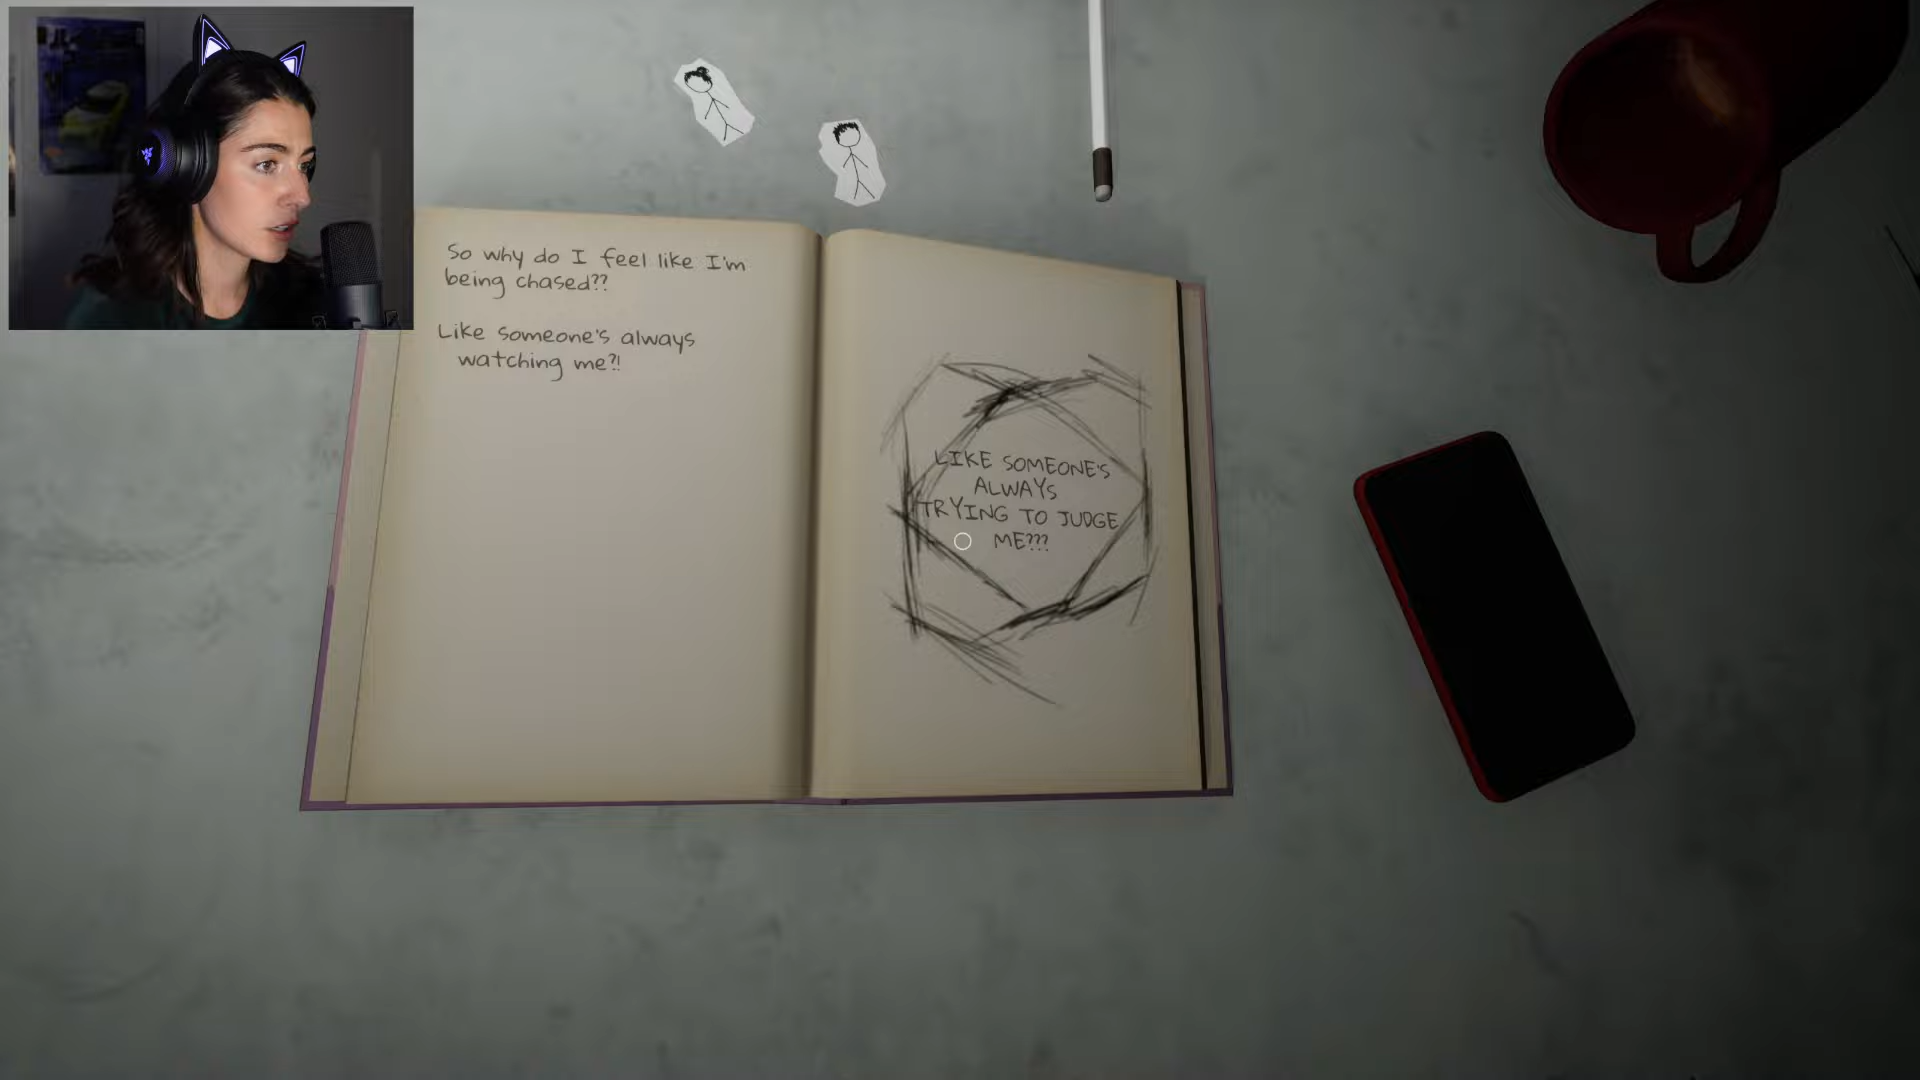 So why do I feel like I'm
being chased??
Like someone's always
watching me?!
LIKE SOMEONE'S
ALWAYS
TRYING TO JUDGE
ME???